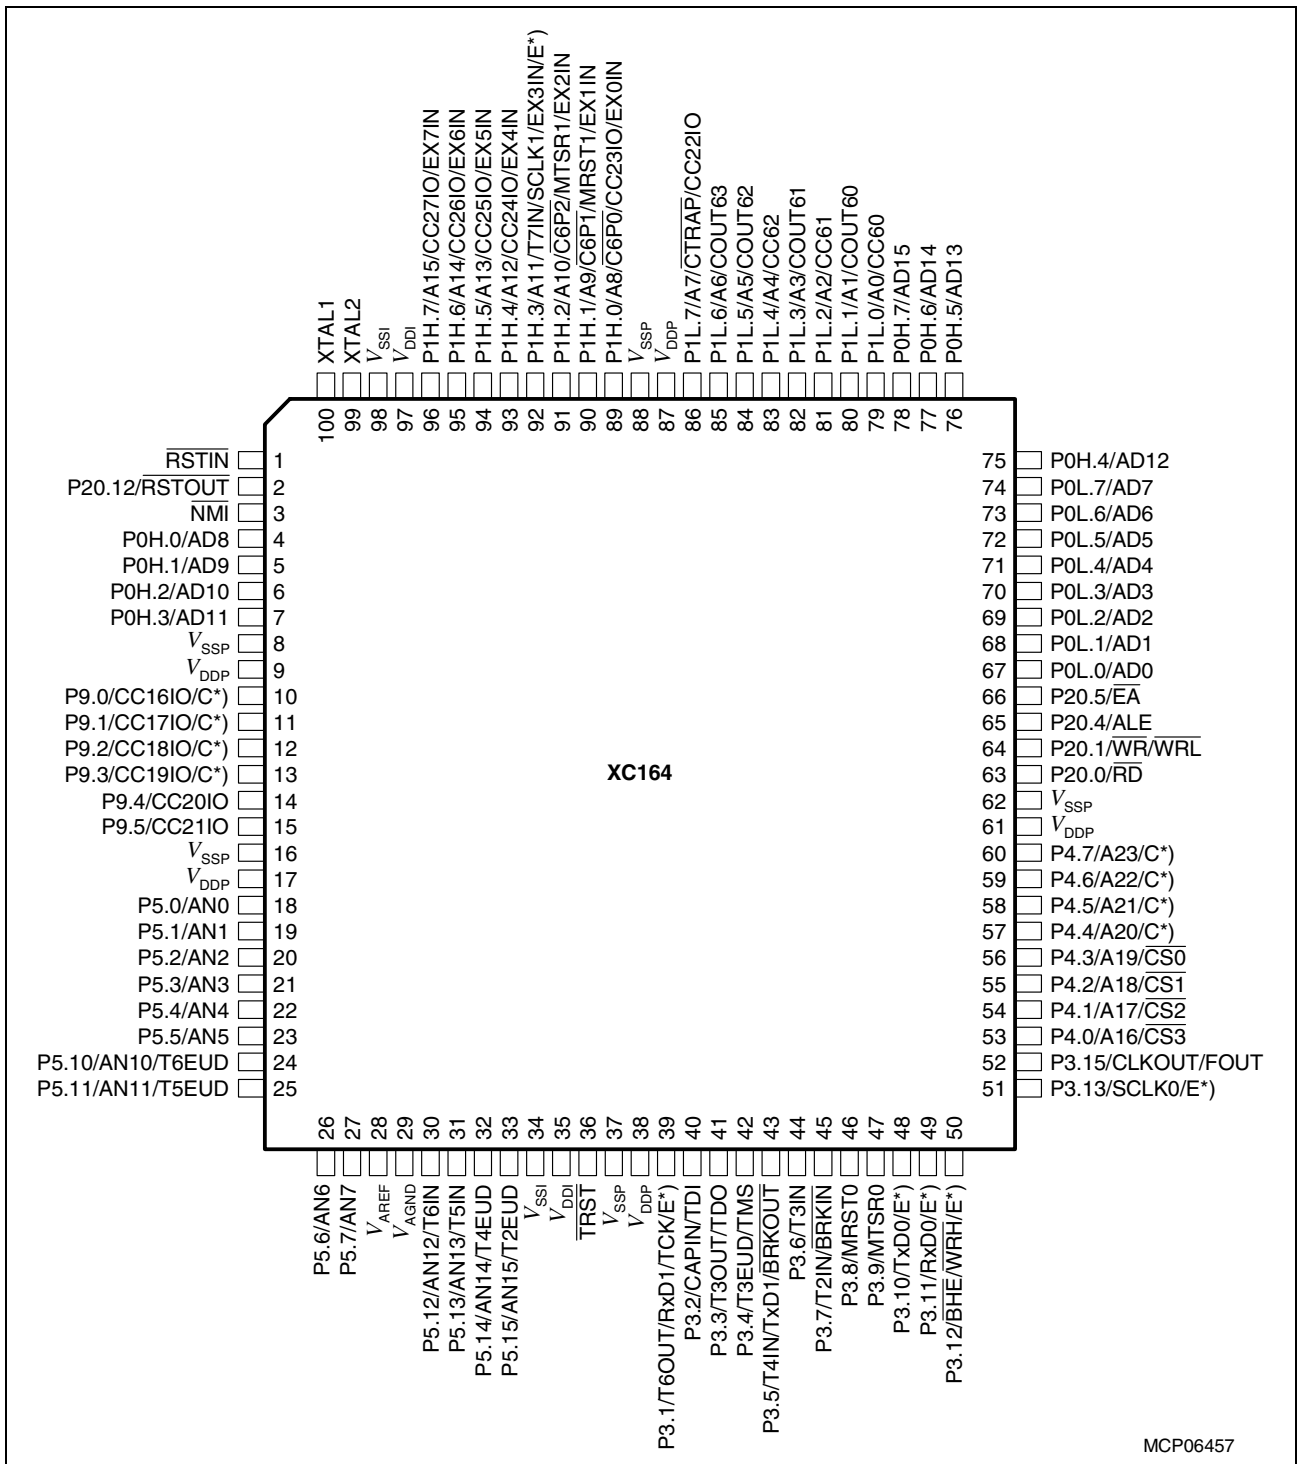 XTAL1
XTAL2
V_SSI
V_DDI
P1H.7/A15/CC27IO/EX7IN
P1H.6/A14/CC26IO/EX6IN
P1H.5/A13/CC25IO/EX5IN
P1H.4/A12/CC24IO/EX4IN
P1H.3/A11/T7IN/SCLK1/EX3IN/E*)
P1H.2/A10/C6P2/MTSR1/EX2IN
P1H.1/A9/C6P1/MRST1/EX1IN
P1H.0/A8/C6P0/CC23IO/EX0IN
V_SSP
V_DDP
P1L.7/A7/CTRAP/CC22IO
P1L.6/A6/COUT63
P1L.5/A5/COUT62
P1L.4/A4/CC62
P1L.3/A3/COUT61
P1L.2/A2/CC61
P1L.1/A1/COUT60
P1L.0/A0/CC60
P0H.7/AD15
P0H.6/AD14
P0H.5/AD13
100 99 98 97 96 95 94 93 92 91 90 89 88 87 86 85 84 83 82 81 80 79 78 77 76
RSTIN 1
P20.12/RSTOUT 2
NMI 3
P0H.0/AD8 4
P0H.1/AD9 5
P0H.2/AD10 6
P0H.3/AD11 7
V_SSP 8
V_DDP 9
P9.0/CC16IO/C*) 10
P9.1/CC17IO/C*) 11
P9.2/CC18IO/C*) 12
P9.3/CC19IO/C*) 13
P9.4/CC20IO 14
P9.5/CC21IO 15
V_SSP 16
V_DDP 17
P5.0/AN0 18
P5.1/AN1 19
P5.2/AN2 20
P5.3/AN3 21
P5.4/AN4 22
P5.5/AN5 23
P5.10/AN10/T6EUD 24
P5.11/AN11/T5EUD 25
XC164
75 P0H.4/AD12
74 P0L.7/AD7
73 P0L.6/AD6
72 P0L.5/AD5
71 P0L.4/AD4
70 P0L.3/AD3
69 P0L.2/AD2
68 P0L.1/AD1
67 P0L.0/AD0
66 P20.5/EA
65 P20.4/ALE
64 P20.1/WR/WRL
63 P20.0/RD
62 V_SSP
61 V_DDP
60 P4.7/A23/C*)
59 P4.6/A22/C*)
58 P4.5/A21/C*)
57 P4.4/A20/C*)
56 P4.3/A19/CS0
55 P4.2/A18/CS1
54 P4.1/A17/CS2
53 P4.0/A16/CS3
52 P3.15/CLKOUT/FOUT
51 P3.13/SCLK0/E*)
26 27 28 29 30 31 32 33 34 35 36 37 38 39 40 41 42 43 44 45 46 47 48 49 50
P5.6/AN6
P5.7/AN7
V_AREF
V_AGND
P5.12/AN12/T6IN
P5.13/AN13/T5IN
P5.14/AN14/T4EUD
P5.15/AN15/T2EUD
V_SSI
V_DDI
TRST
V_SSP
V_DDP
P3.1/T6OUT/RxD1/TCK/E*)
P3.2/CAPIN/TDI
P3.3/T3OUT/TDO
P3.4/T3EUD/TMS
P3.5/T4IN/TxD1/BRKOUT
P3.6/T3IN
P3.7/T2IN/BRKIN
P3.8/MRST0
P3.9/MTSR0
P3.10/TxD0/E*)
P3.11/RxD0/E*)
P3.12/BHE/WRH/E*)
MCP06457